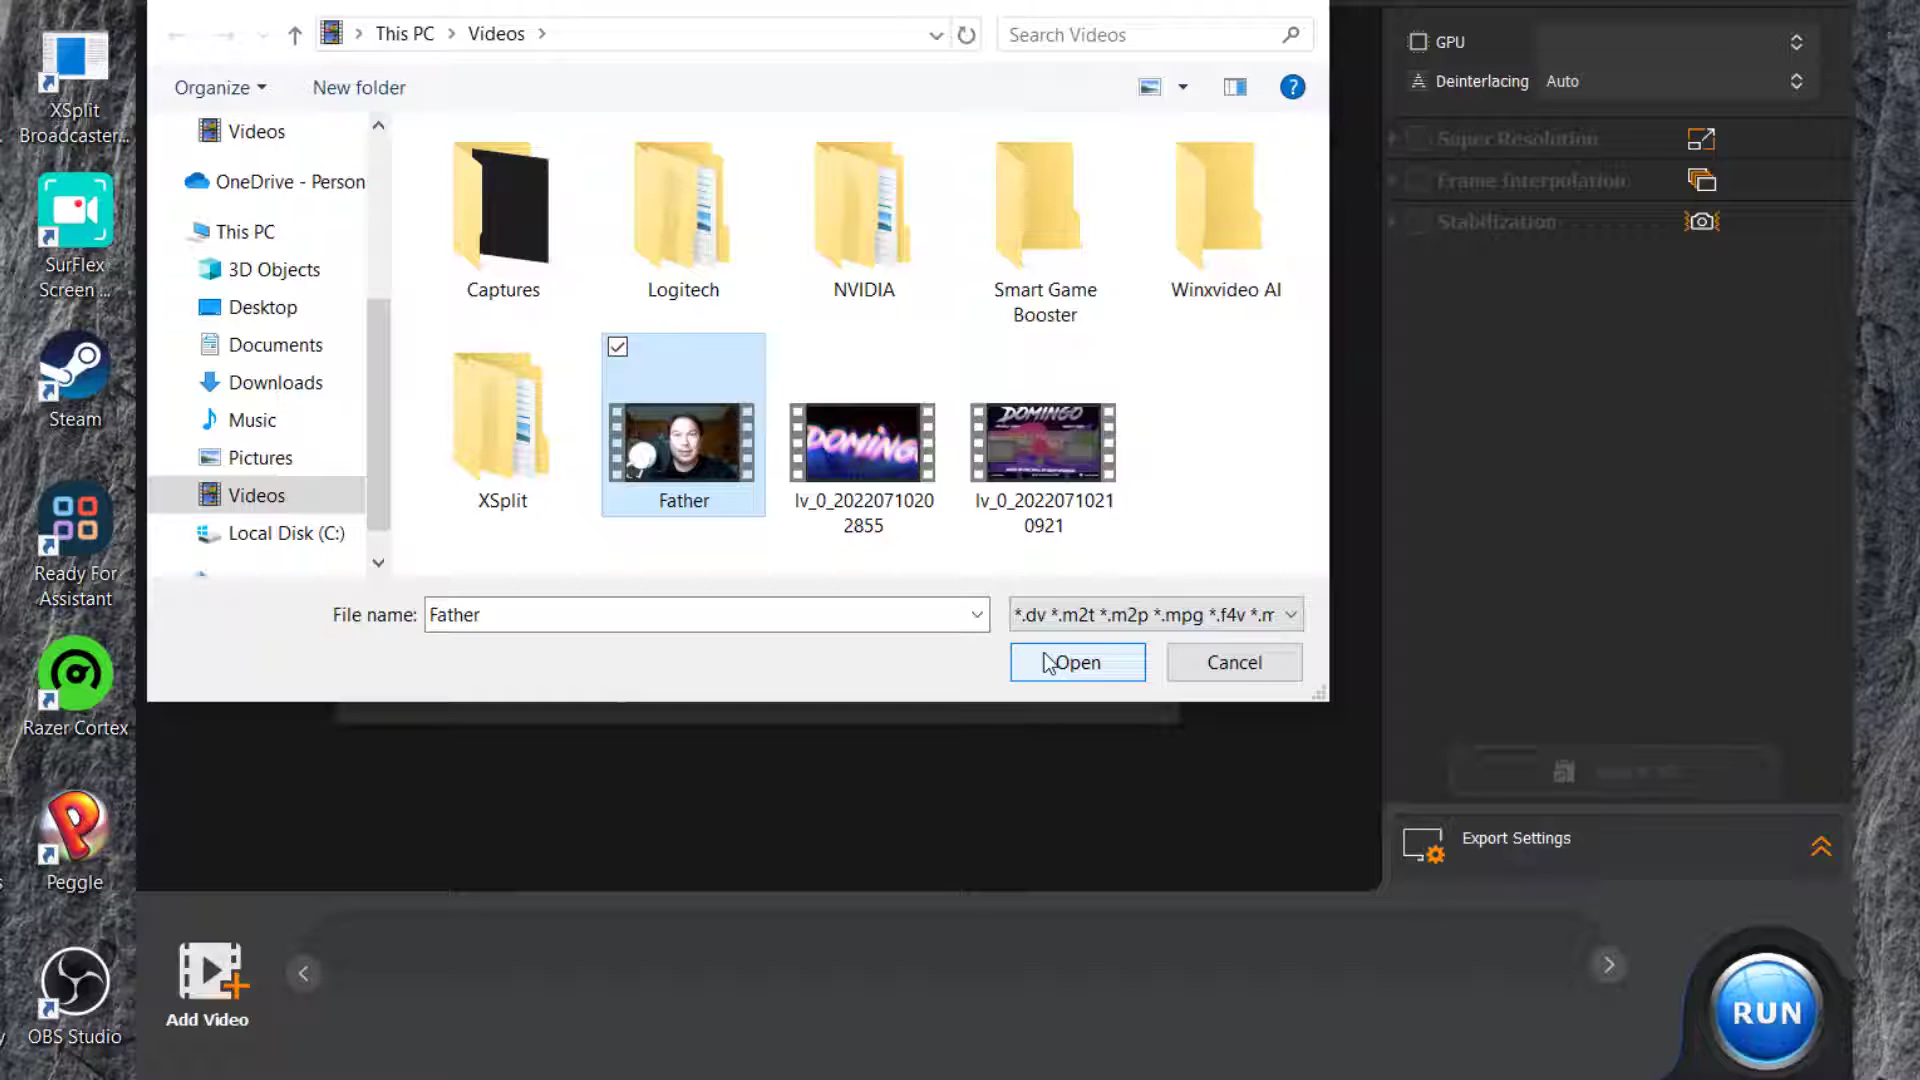 This PC
Videos
Search Videos
GPU
Deinterlacing
Auto
Organize
New folder
?
Super Resolution
Frame Interpolation
Stabilization
XSplit
Broadcaster...
SurFlex
Screen ...
Steam
Ready For
Assistant
Razer Cortex
Peggle
OBS Studio
Videos
OneDrive - Person
This PC
3D Objects
Desktop
Documents
Downloads
Music
Pictures
Videos
Local Disk (C:)
Captures
Logitech
NVIDIA
Smart Game
Booster
Winxvideo AI
XSplit
Father
DOMINGO
lv_0_2022071020
2855
DOMINGO
lv_0_2022071021
0921
File name:
Father
*.dv *.m2t *.m2p *.mpg *.f4v *.m
Open
Cancel
Export Settings
Add Video
RUN